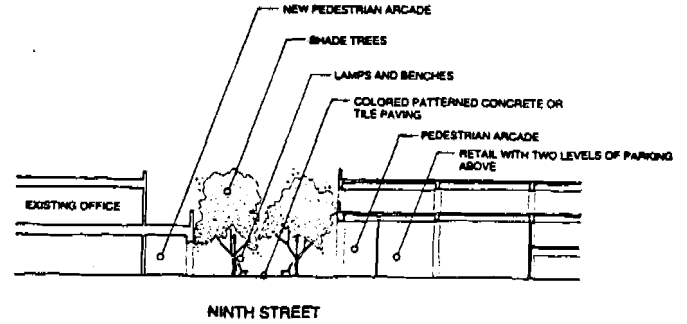 NEW PEDESTRIAN ARCADE
SHADE TREES
LAMPS AND BENCHES
COLORED PATTERNED CONCRETE OR
TILE PAVING
PEDESTRIAN ARCADE
RETAIL WITH TWO LEVELS OF PARKING
ABOVE
EXISTING OFFICE
NINTH STREET